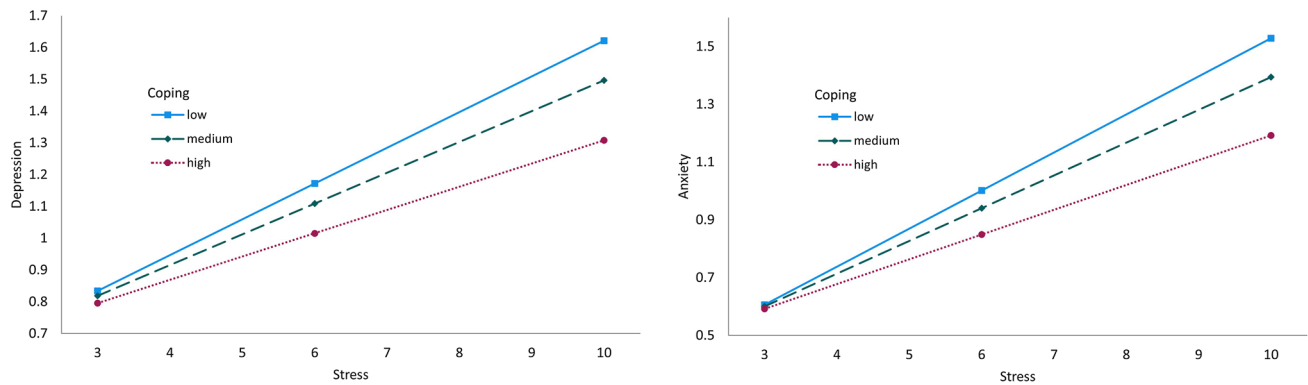 1.7
1.6
1.5
1.4
1.3
1.2
1.1
1
0.9
0.8
0.7
Depression
Coping
low
medium
high
3 4 5 6 7 8 9 10
Stress
1.5
1.3
1.1
0.9
0.7
0.5
Anxiety
Coping
low
medium
high
3 4 5 6 7 8 9 10
Stress